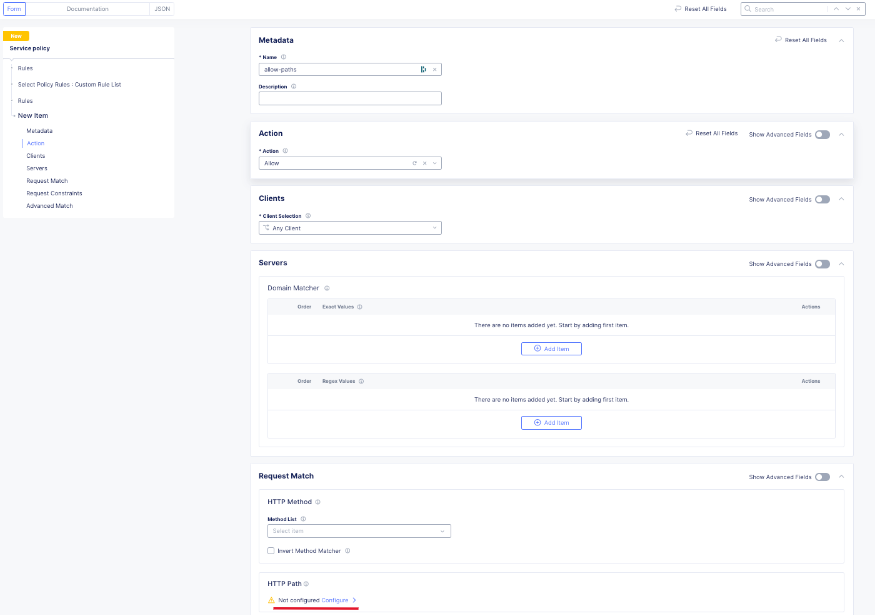 Form
Documentation
JSON
Reset All Fields
Search
New
Service policy
Rules
Select Policy Rules : Custom Rule List
Rules
New Item
Metadata
Action
Clients
Servers
Request Match
Request Constraints
Advanced Match
Metadata
Reset All Fields
* Name
allow-paths
Description
Action
Reset All Fields
Show Advanced Fields
* Action
Allow
Clients
Show Advanced Fields
* Client Selection
Any Client
Servers
Show Advanced Fields
Domain Matcher
Order Exact Values Actions
There are no items added yet. Start by adding first item.
Add Item
Order Regex Values Actions
There are no items added yet. Start by adding first item.
Add Item
Request Match
Show Advanced Fields
HTTP Method
Method List
Select Item
Invert Method Matcher
HTTP Path
Not configured Configure